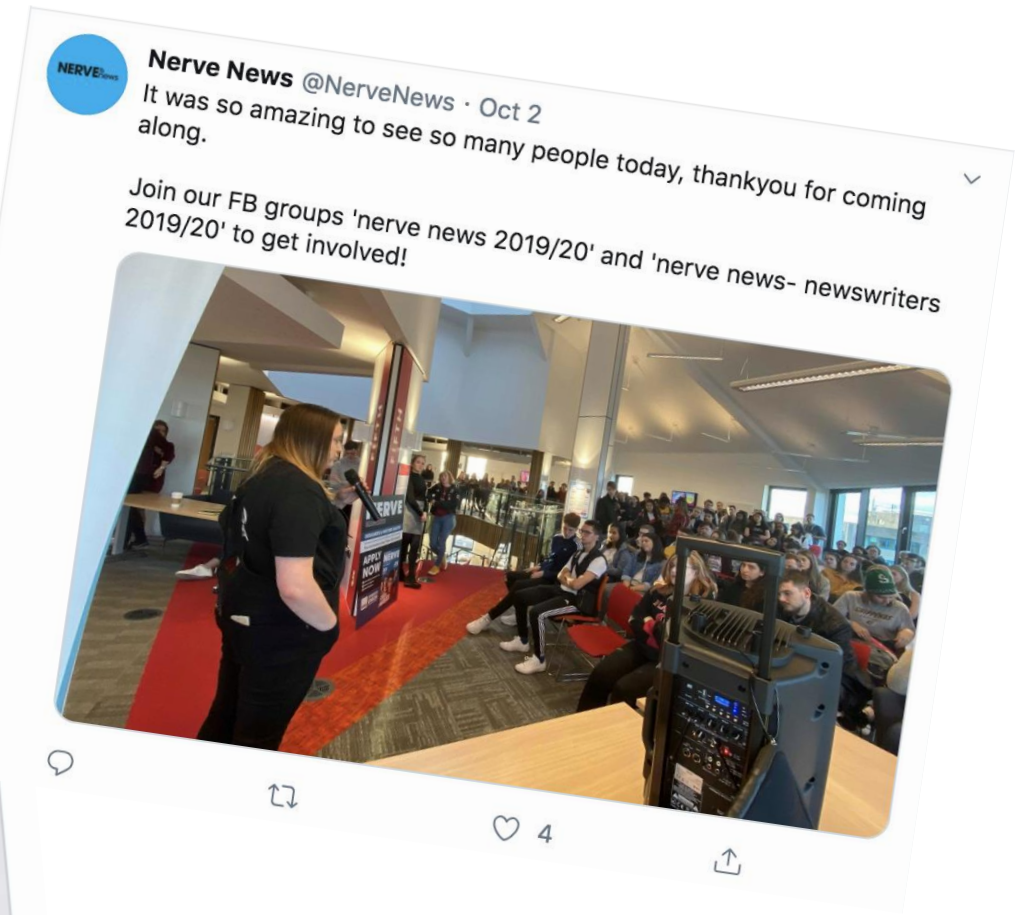 NERVE news
Nerve News @NerveNews · Oct 2
It was so amazing to see so many people today, thankyou for coming
along.
Join our FB groups 'nerve news 2019/20' and 'nerve news- newswriters
2019/20' to get involved!
NERVE
APPLY
NOW
NERVE
4